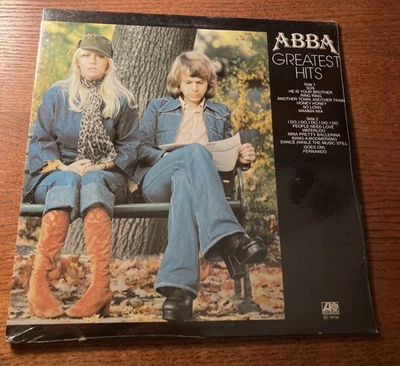 ABBA
GREATEST
HITS
Side 1
SOS
HE IS YOUR BROTHER
RING RING
ANOTHER TOWN ANOTHER TRAIN
HONEY HONEY
SO LONG
MAMMA MIA
Side 2
I DO, I DO, I DO, I DO, I DO
PEOPLE NEED LOVE
WATERLOO
NINA PRETTY BALLERINA
BANG-A-BOOMERANG
DANCE (WHILE THE MUSIC STILL
GOES ON)
FERNANDO